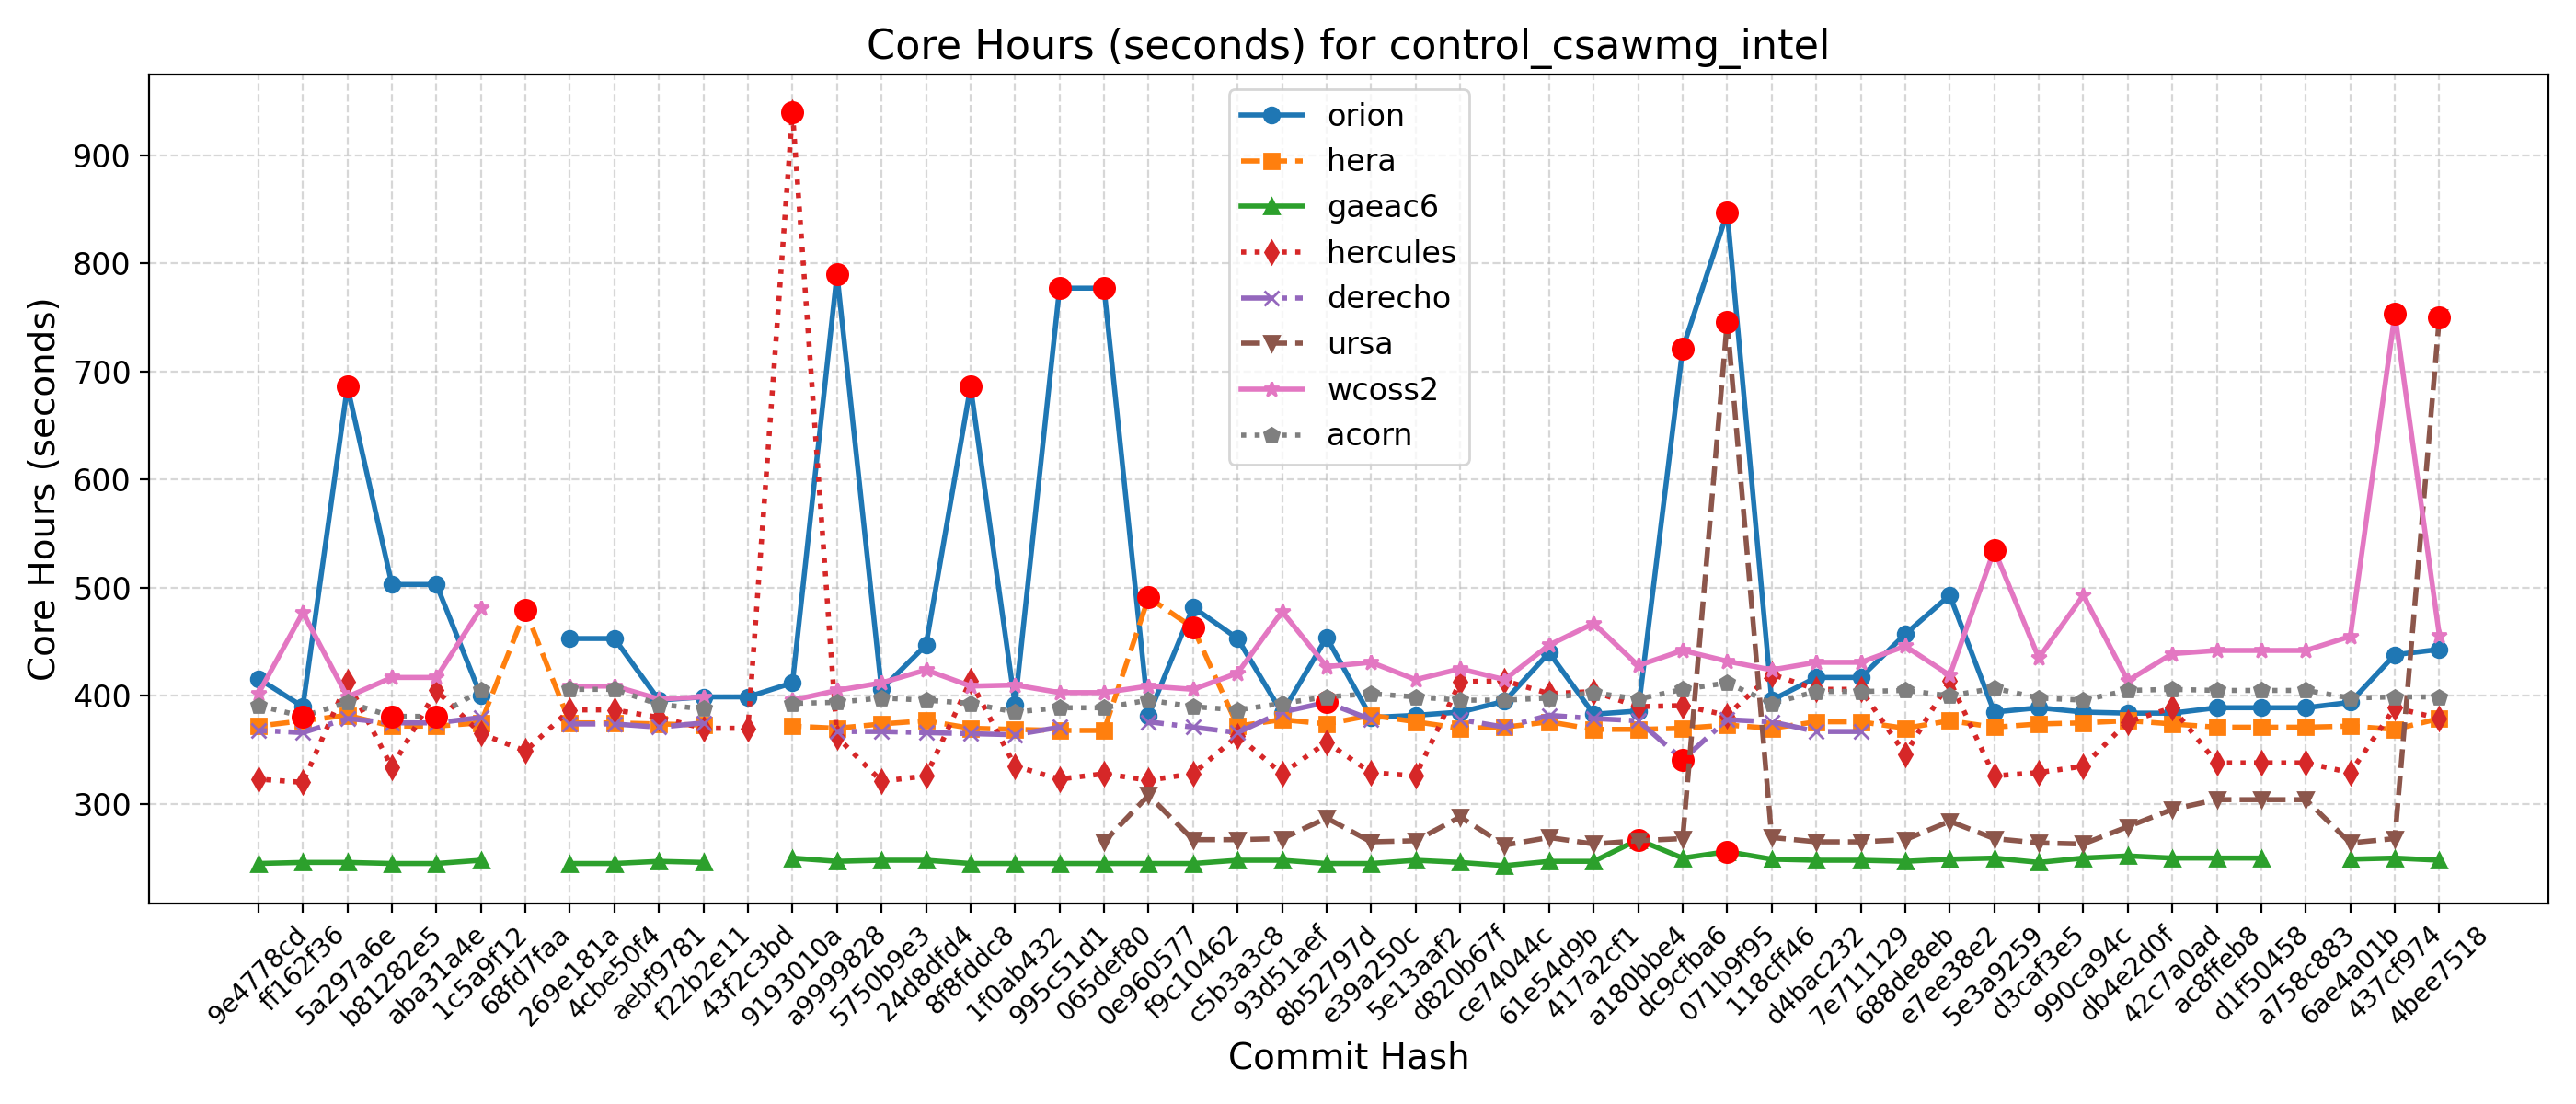 Core Hours (seconds) for control_csawmg_intel
Core Hours (seconds)
900
800
700
600
500
400
300
orion
hera
gaeac6
hercules
derecho
ursa
wcoss2
acorn
9e4778cd
ff162f36
5a297a6e
b81282e5
aba31a4e
1c5a9f12
68fd7faa
269e181a
4cbe50f4
aebf9781
f22b2e11
43f2c3bd
9193010a
a9999828
5750b9e3
24d8dfd4
8f8fddc8
1f0ab432
995c51d1
065def80
0e960577
f9c10462
c5b3a3c8
93d51aef
8b52797d
e39a250c
5e13aaf2
d820b67f
ce74044c
61e54d9b
417a2cf1
a180bbe4
dc9cfba6
071b9f95
118cff46
d4bac232
7e711129
688de8eb
e7ee38e2
5e3a9259
d3caf3e5
990ca94c
db4e2d0f
42c7a0ad
ac8ffeb8
d1f50458
a758c883
6ae4a01b
437cf974
4bee7518
Commit Hash